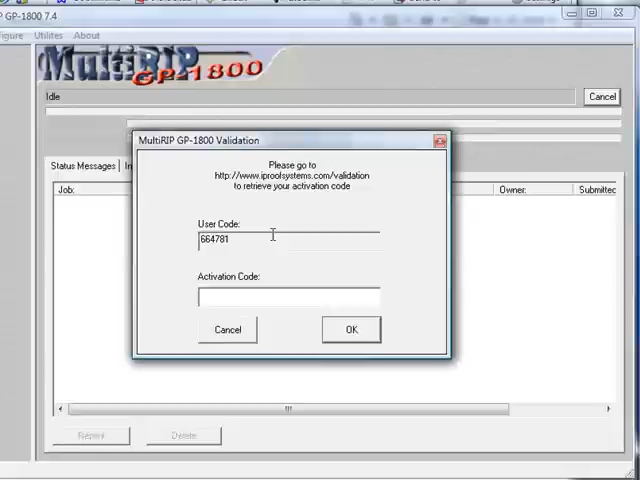 RIP GP-1800 7.4
figure Utilites About
MultiRIP GP-1800
Idle
Cancel
MultiRIP GP-1800 Validation
Please go to
http://www.iproofsystems.com/validation
to retrieve your activation code
Status Messages
Job:
Owner:
Submitted
User Code:
664781
Activation Code:
Cancel
OK
Reprint
Delete